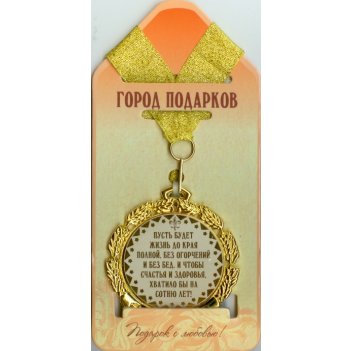 ГОРОД ПОДАРКОВ
ПУСТЬ БУДЕТ
ЖИЗНЬ ДО КРАЯ
ПОЛНОЙ, БЕЗ ОГОРЧЕНИЙ
И БЕЗ БЕД, И ЧТОБЫ
СЧАСТЬЯ И ЗДОРОВЬЯ,
ХВАТИЛО БЫ НА
СОТНЮ ЛЕТ!
Подарок с любовью!